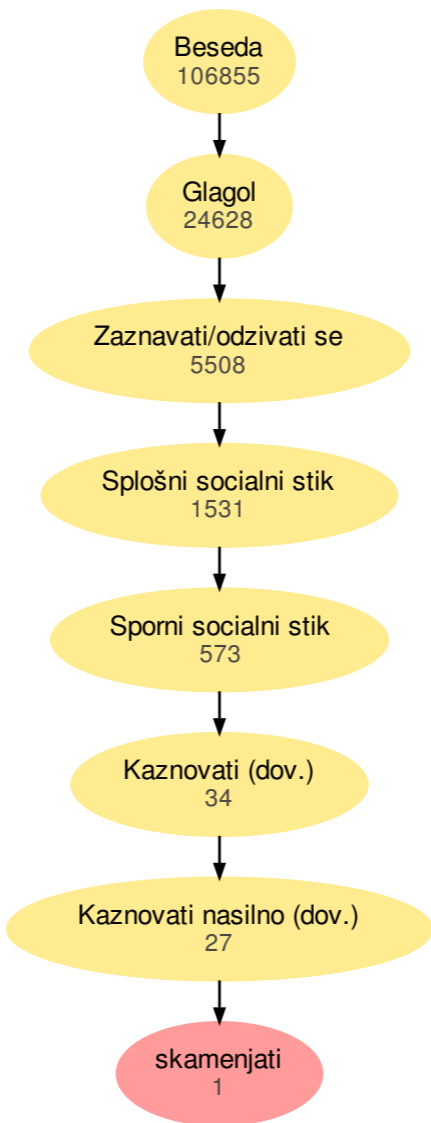 Beseda
106855
Glagol
24628
Zaznavati/odzivati se
5508
Splošni socialni stik
1531
Sporni socialni stik
573
Kaznovati (dov.)
34
Kaznovati nasilno (dov.)
27
skamenjati
1